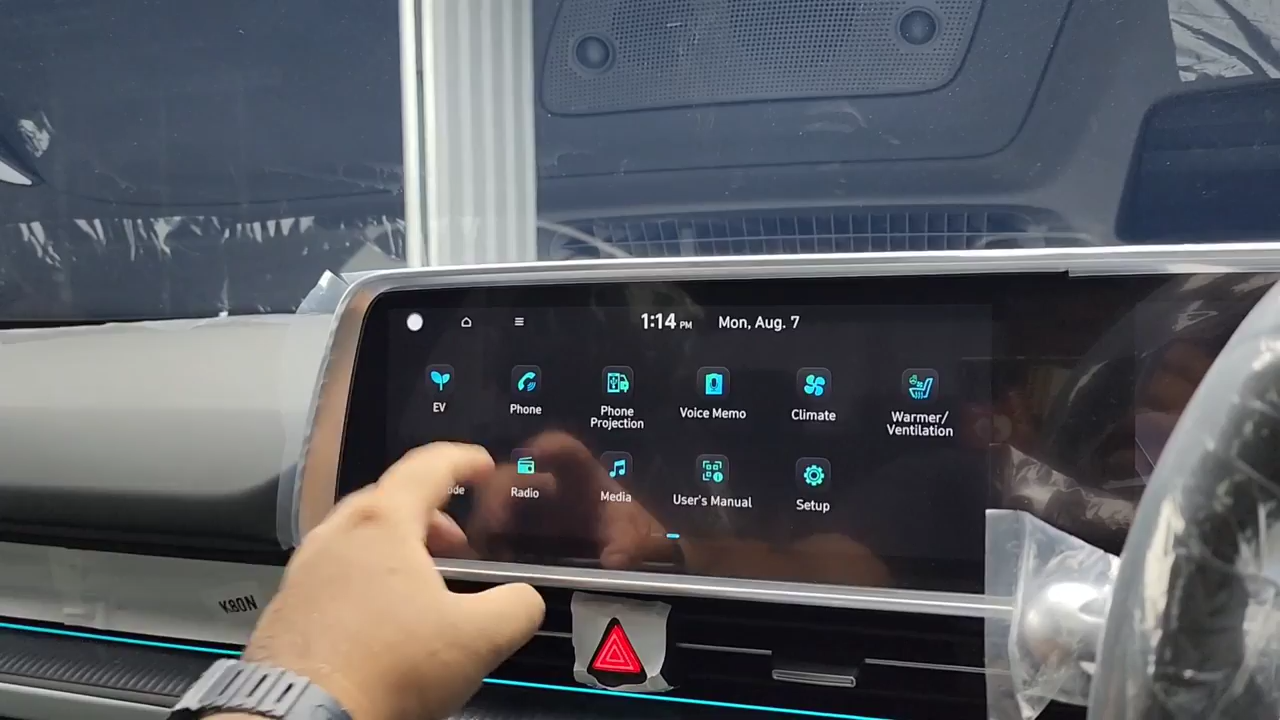 1:14 PM Mon, Aug. 7
EV
Phone
Phone
Projection
Voice Memo
Climate
Warmer/
Ventilation
Radio
Media
User's Manual
Setup
K80N